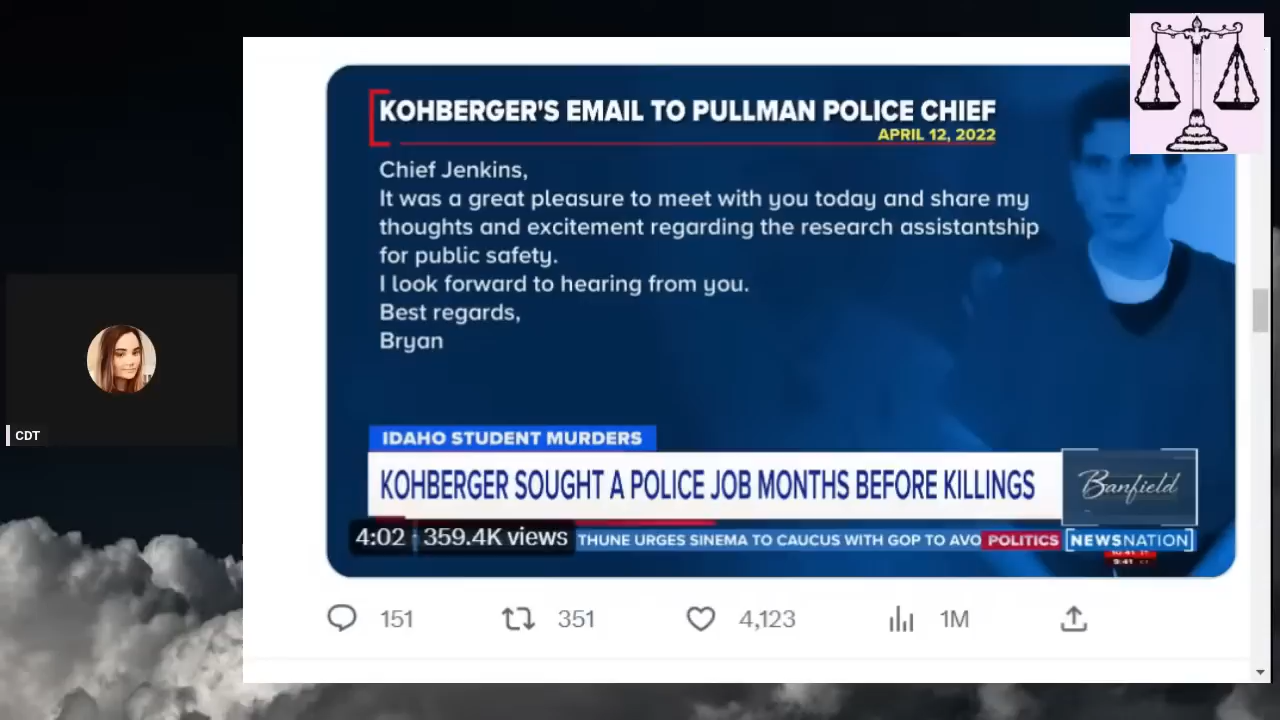 KOHBERGER'S EMAIL TO PULLMAN POLICE CHIEF
APRIL 12, 2022
Chief Jenkins,
It was a great pleasure to meet with you today and share my
thoughts and excitement regarding the research assistantship
for public safety.
I look forward to hearing from you.
Best regards,
Bryan
CDT
IDAHO STUDENT MURDERS
KOHBERGER SOUGHT A POLICE JOB MONTHS BEFORE KILLINGS
Banfield
4:02 · 359.4K views
THUNE URGES SINEMA TO CAUCUS WITH GOP TO AVO
POLITICS
[NEWSNATION]
9:41
151
351
4,123
1M